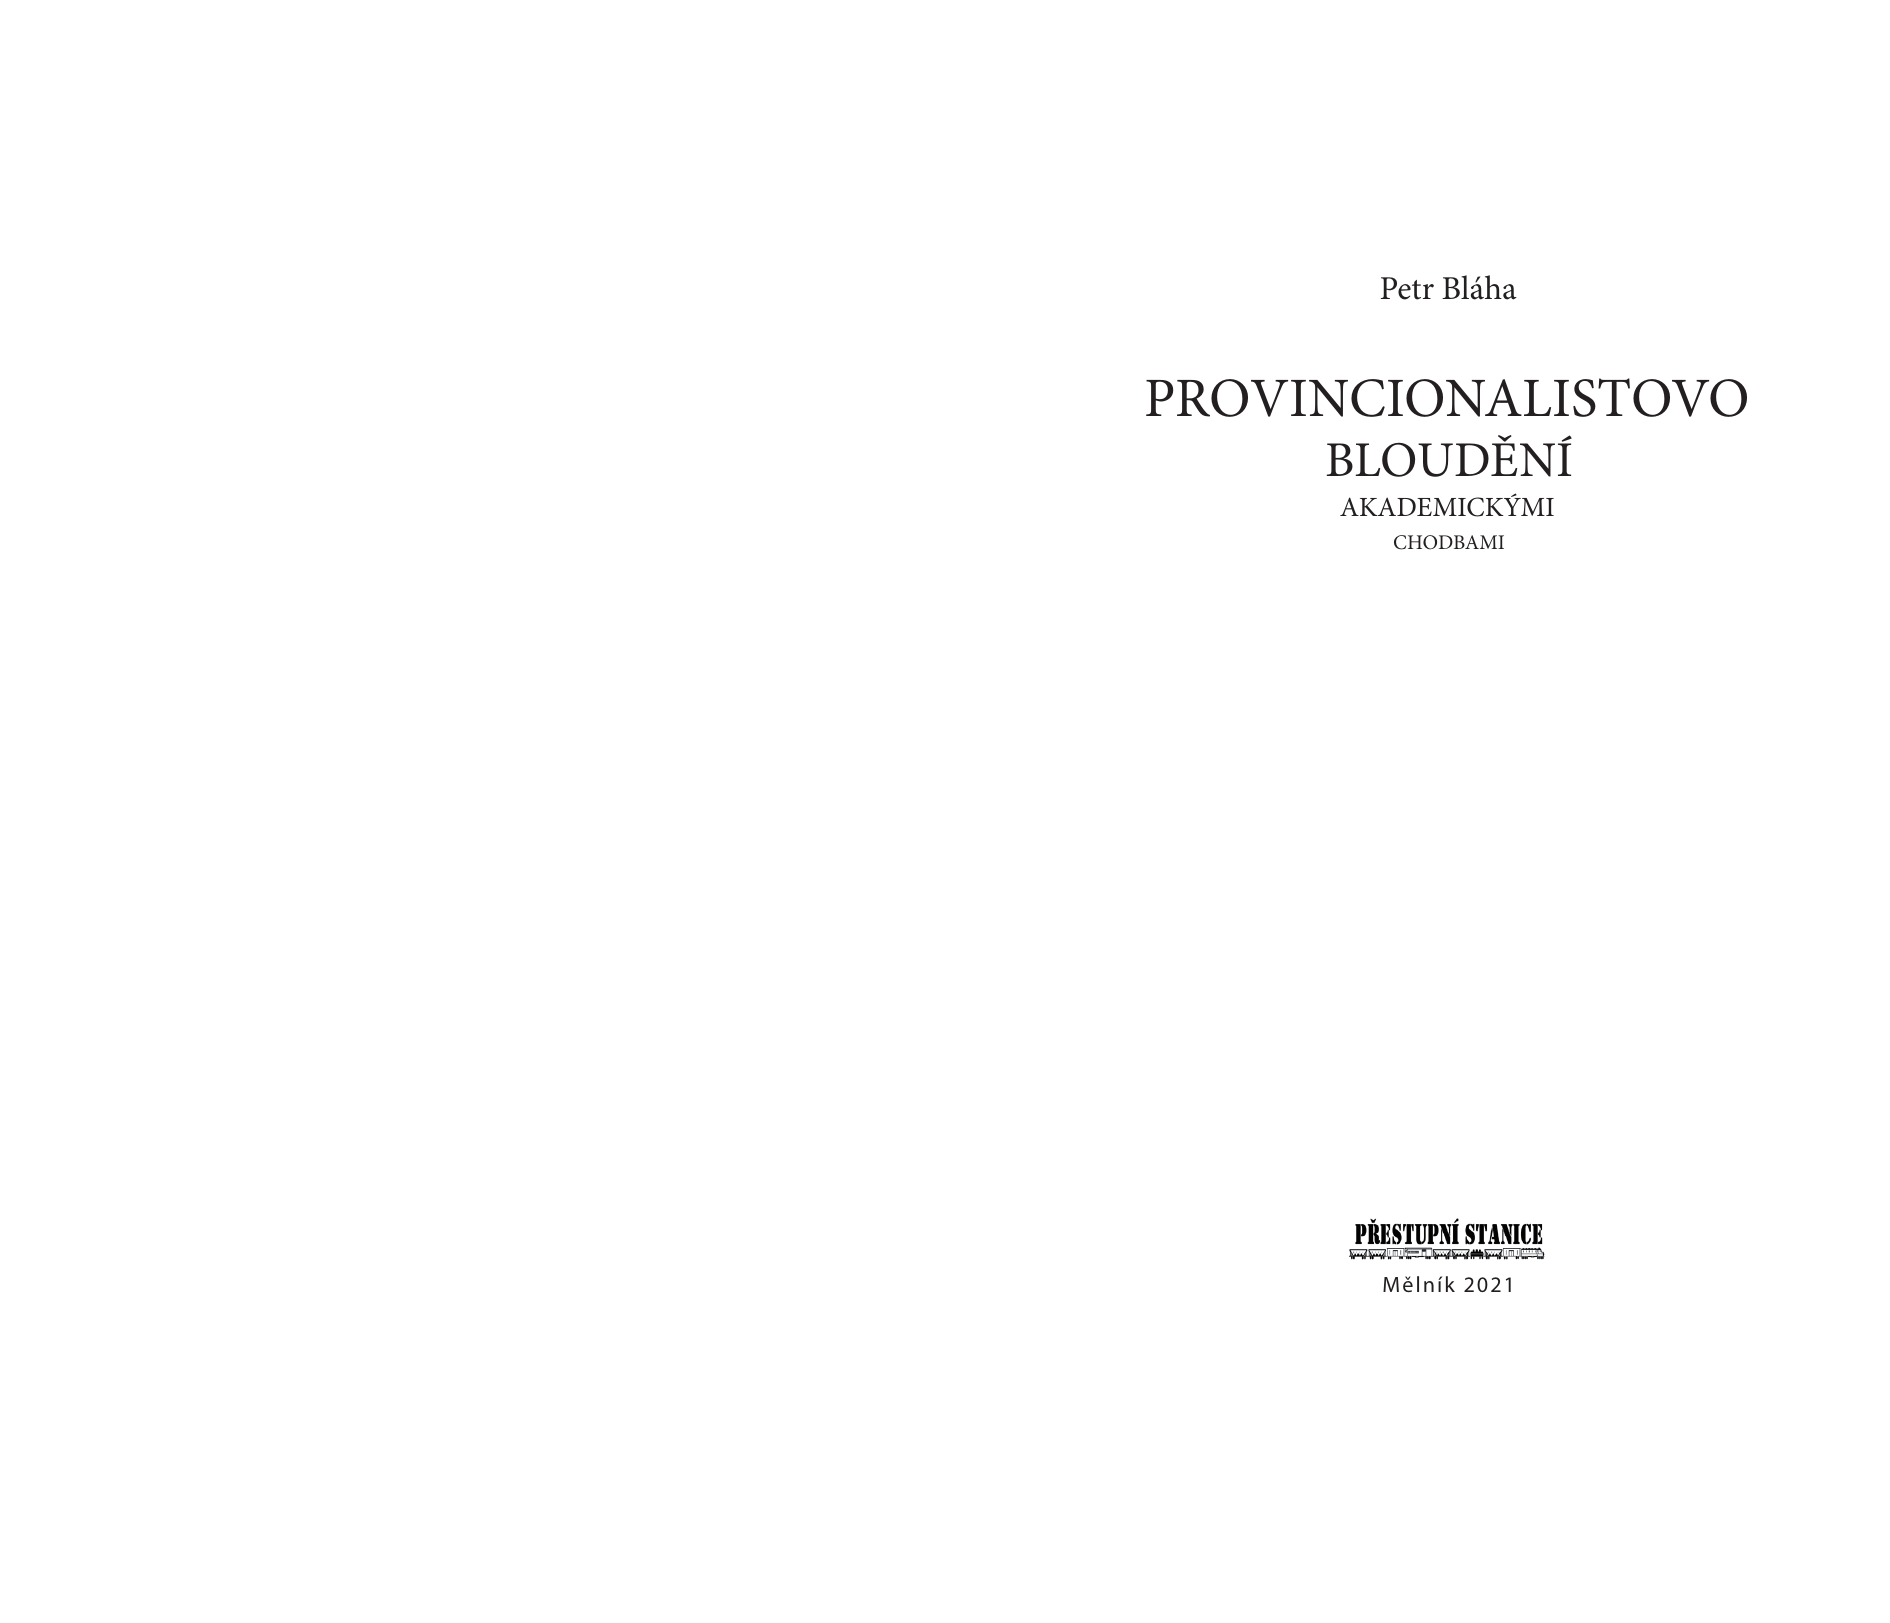 Petr Bláha
PROVINCIONALISTOVO
BLOUDĚNÍ
AKADEMICKÝMI
CHODBAMI
PŘESTUPNÍ STANICE
Mělník 2021